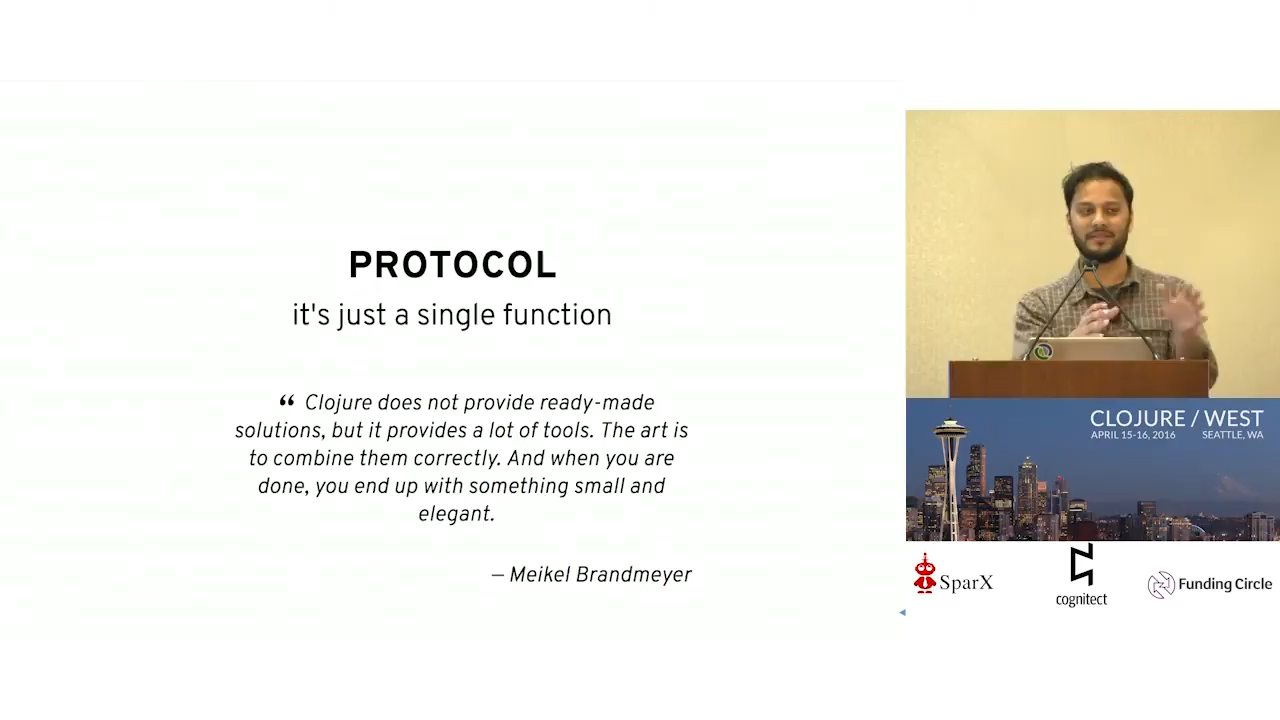 PROTOCOL
it's just a single function
“ Clojure does not provide ready-made
solutions, but it provides a lot of tools. The art is
to combine them correctly. And when you are
done, you end up with something small and
elegant.
— Meikel Brandmeyer
CLOJURE / WEST
APRIL 15-16, 2016 SEATTLE, WA
SparX
cognitect
Funding Circle